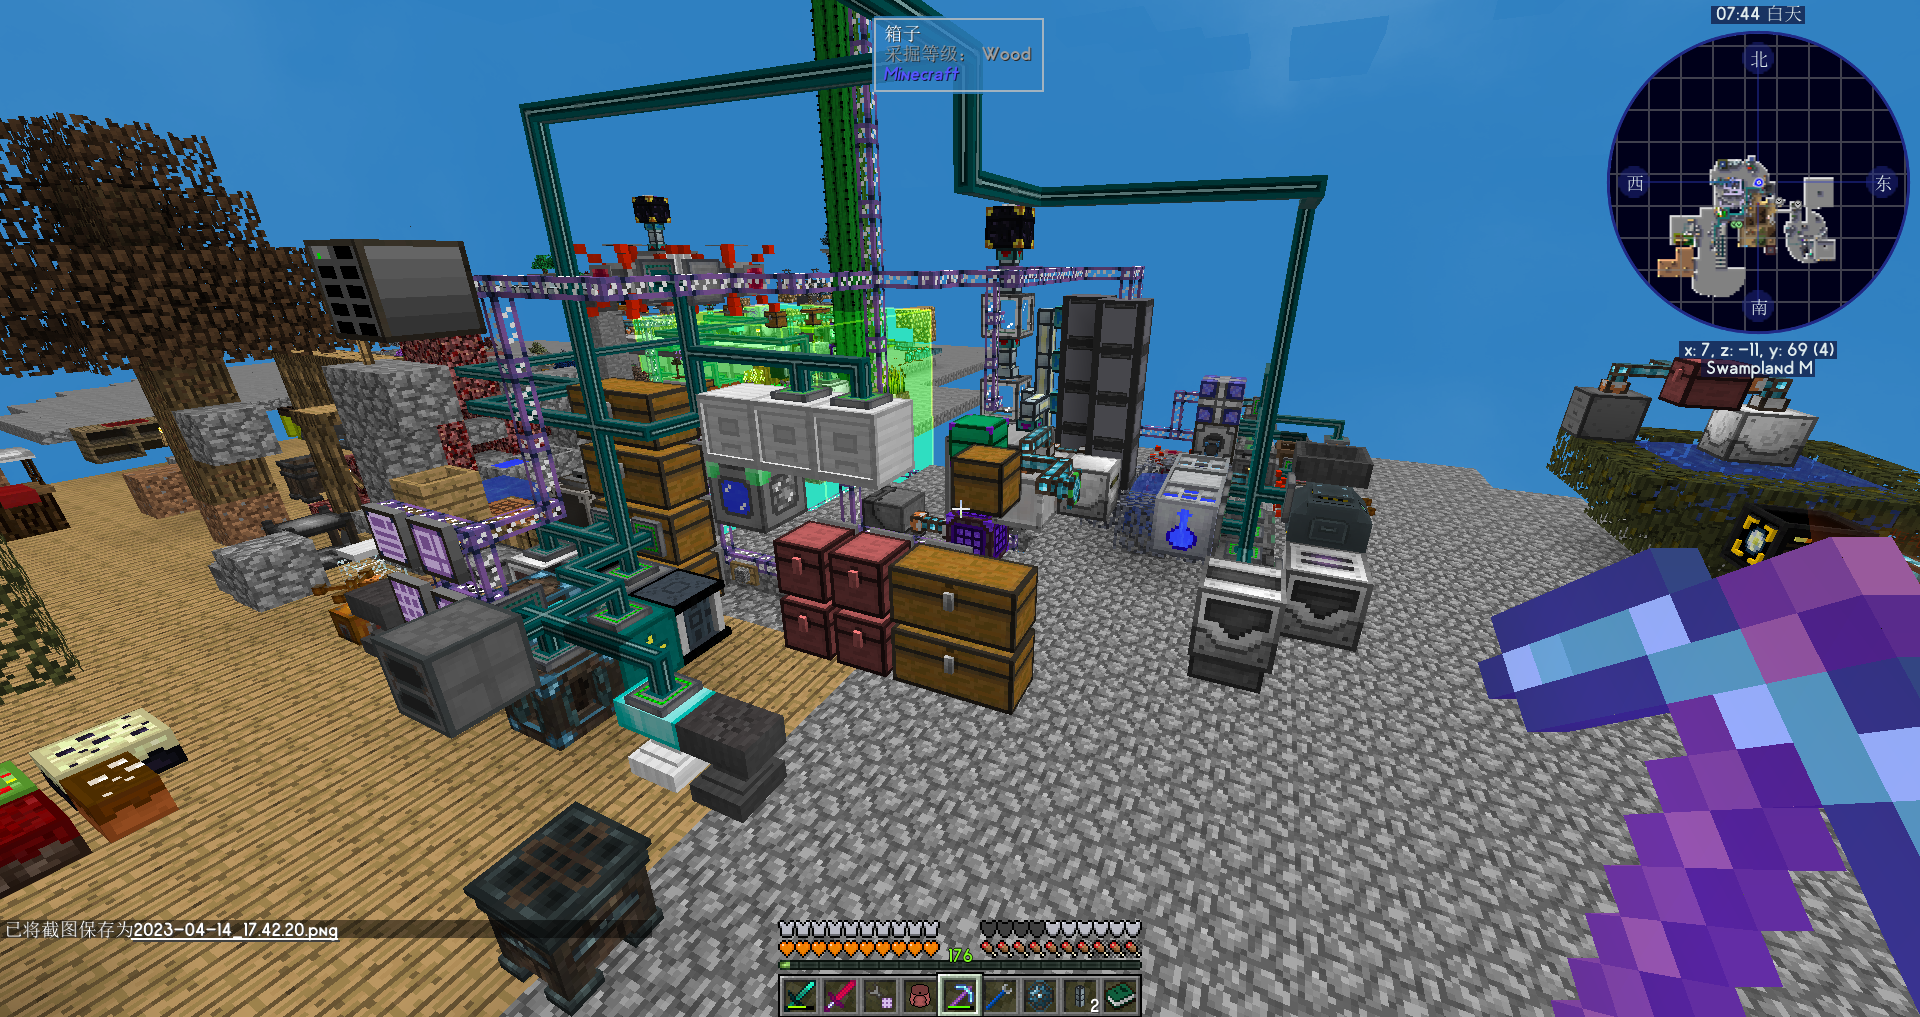 箱子
采掘等级： Wood
Minecraft
07:44 白天
北
西
东
南
x: 7, z: -11, y: 69 (4)
Swampland M
已将截图保存为2023-04-14_17.42.20.png
176
2